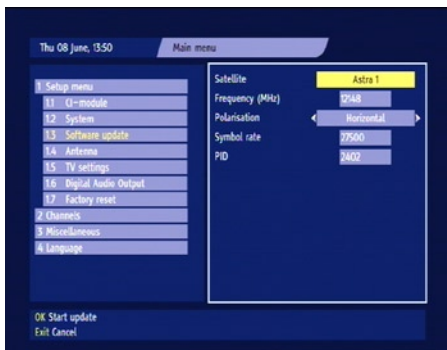 Thu 08 June, 13:50 Main menu
1 Setup menu
1.1 CI-module
1.2 System
1.3 Software update
1.4 Antenna
1.5 TV settings
1.6 Digital Audio Output
1.7 Factory reset
2 Channels
3 Miscellaneous
4 Language
Satellite Astra 1
Frequency (MHz) 12148
Polarisation Horizontal
Symbol rate 27500
PID 2402
OK Start update
Exit Cancel